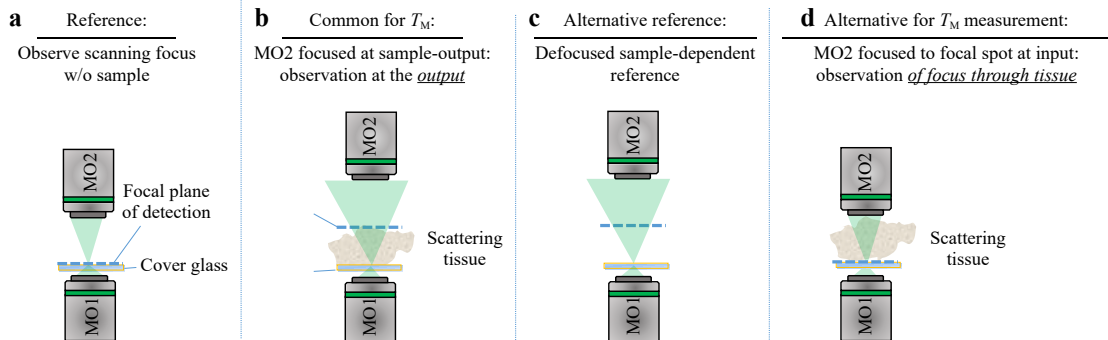 a Reference:
Observe scanning focus
w/o sample
MO2
Focal plane
of detection
Cover glass
MO1
b Common for T_M:
MO2 focused at sample-output:
observation at the output
MO2
Scattering
tissue
MO1
c Alternative reference:
Defocused sample-dependent
reference
MO2
MO1
d Alternative for T_M measurement:
MO2 focused to focal spot at input:
observation of focus through tissue
MO2
Scattering
tissue
MO1